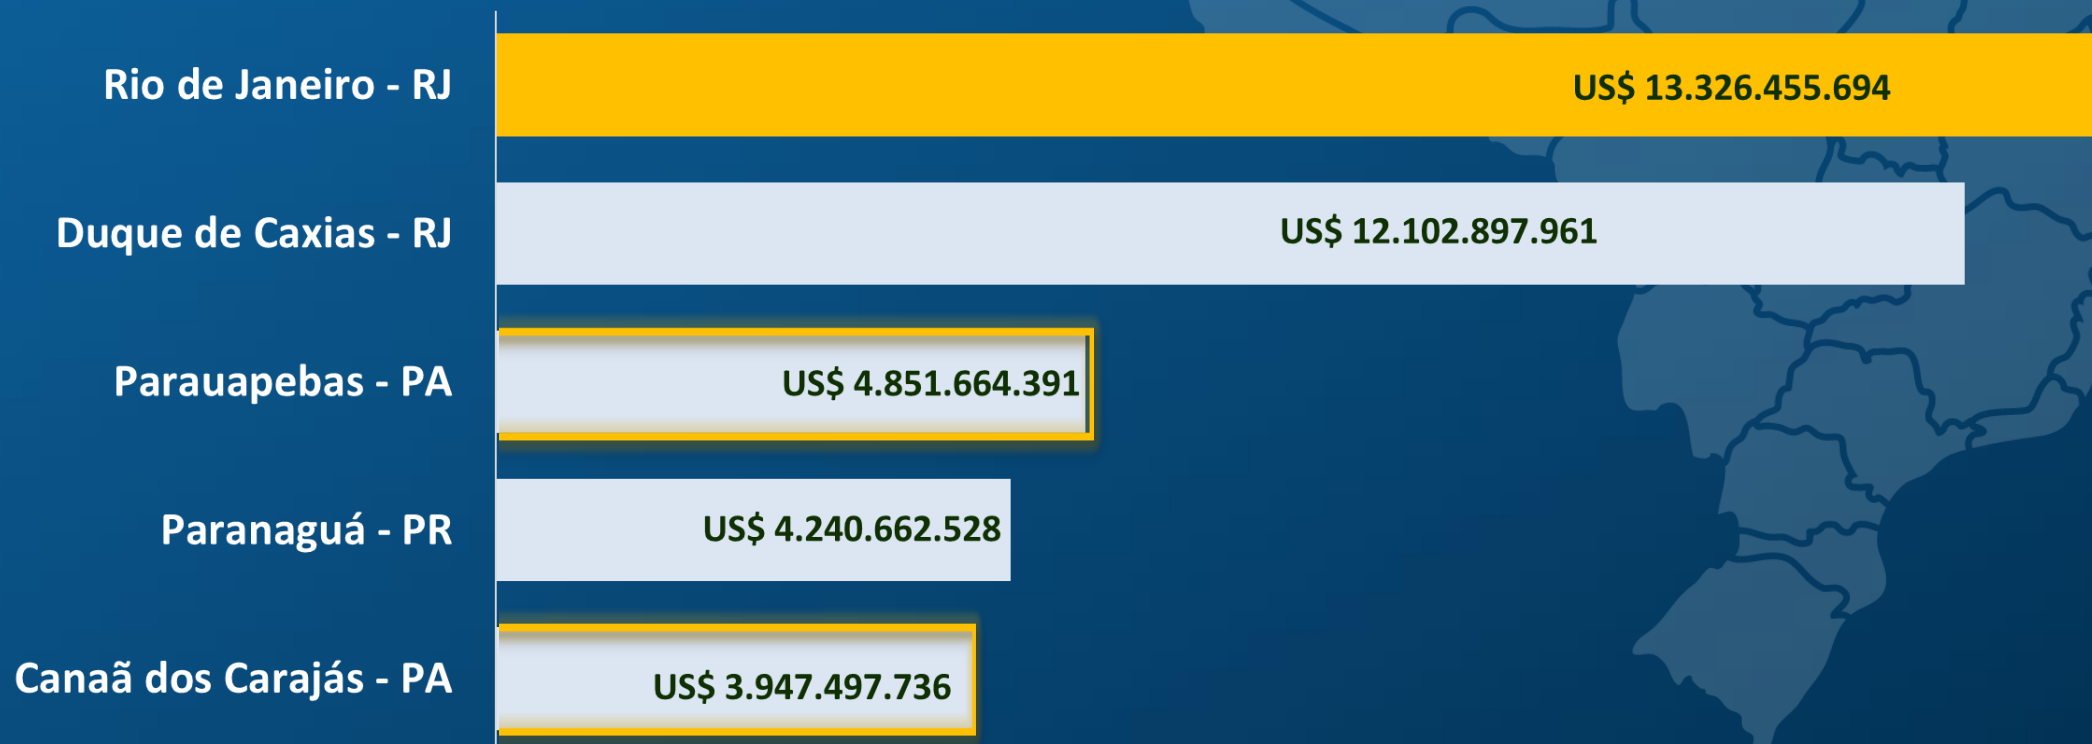 Rio de Janeiro - RJ
US$ 13.326.455.694
Duque de Caxias - RJ
US$ 12.102.897.961
Parauapebas - PA
US$ 4.851.664.391
Paranaguá - PR
US$ 4.240.662.528
Canaã dos Carajás - PA
US$ 3.947.497.736